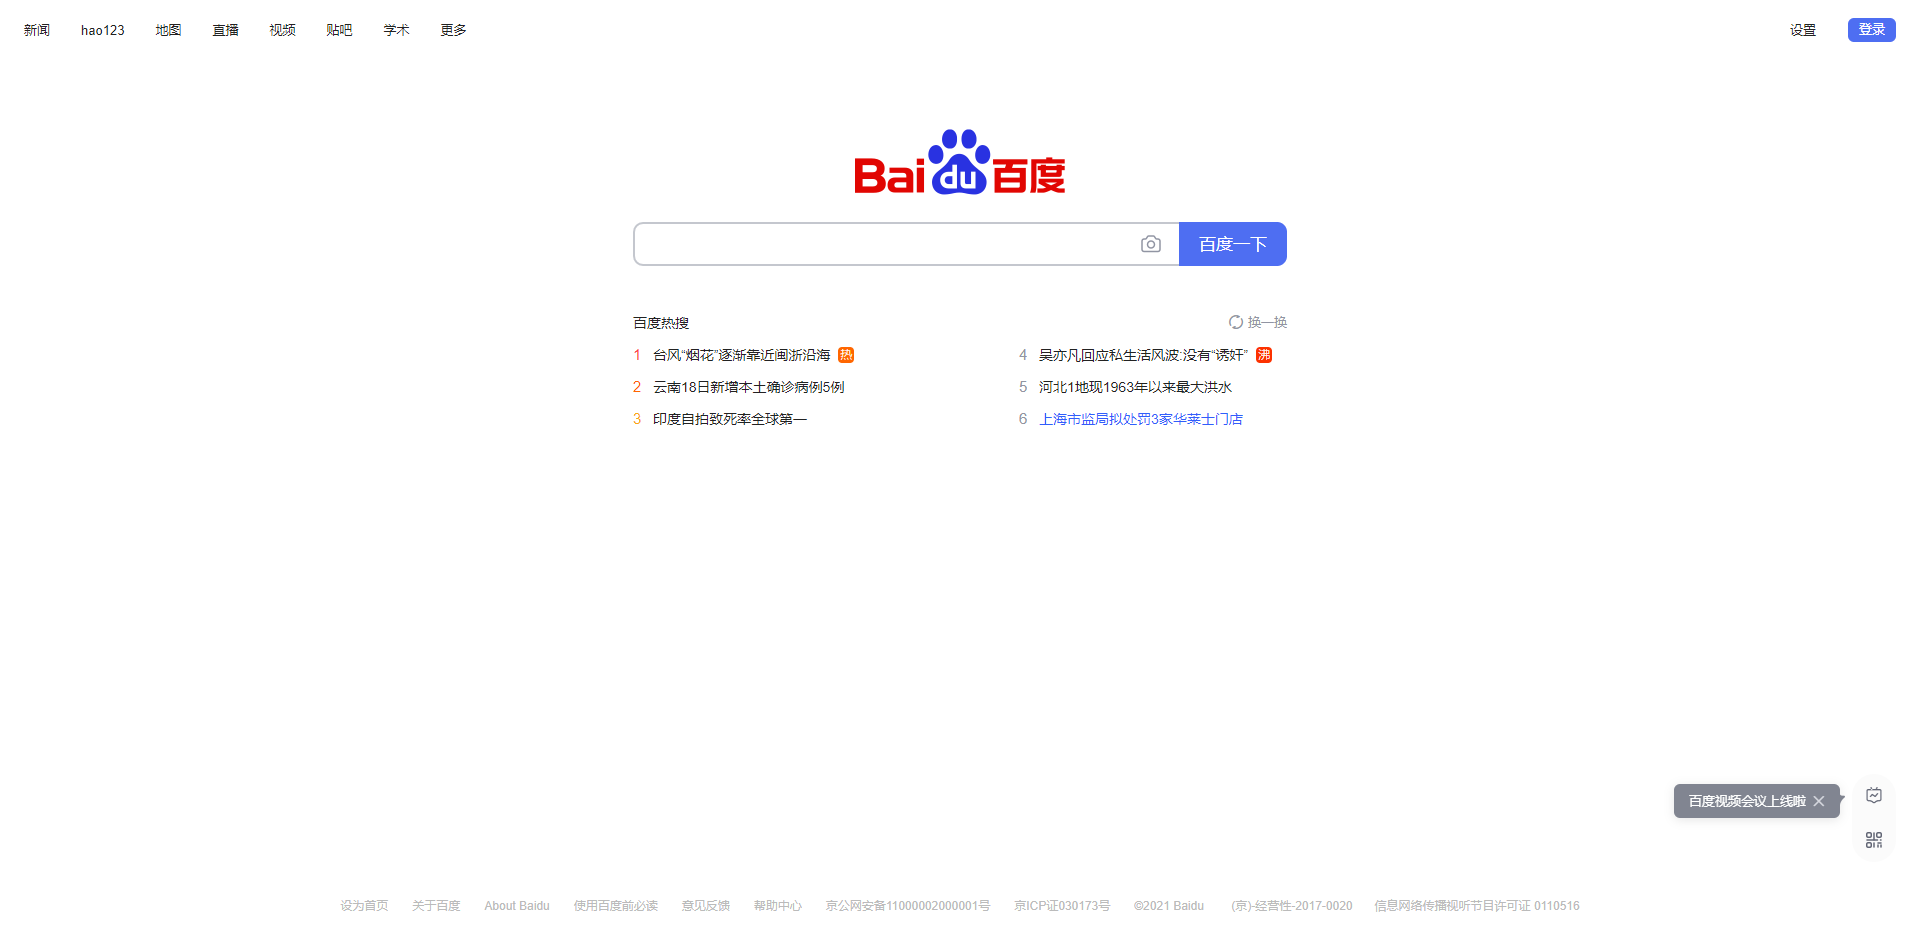 新闻 hao123 地图 直播 视频 贴吧 学术 更多 设置 登录
Bai du 百度
百度一下
百度热搜 换一换
1 台风“烟花”逐渐靠近闽浙沿海 热
2 云南18日新增本土确诊病例5例
3 印度自拍致死率全球第一
4 吴亦凡回应私生活风波:没有“诱奸” 沸
5 河北1地现1963年以来最大洪水
6 上海市监局拟处罚3家华莱士门店
百度视频会议上线啦
设为首页 关于百度 About Baidu 使用百度前必读 意见反馈 帮助中心 京公网安备11000002000001号 京ICP证030173号 ©2021 Baidu (京)-经营性-2017-0020 信息网络传播视听节目许可证 0110516